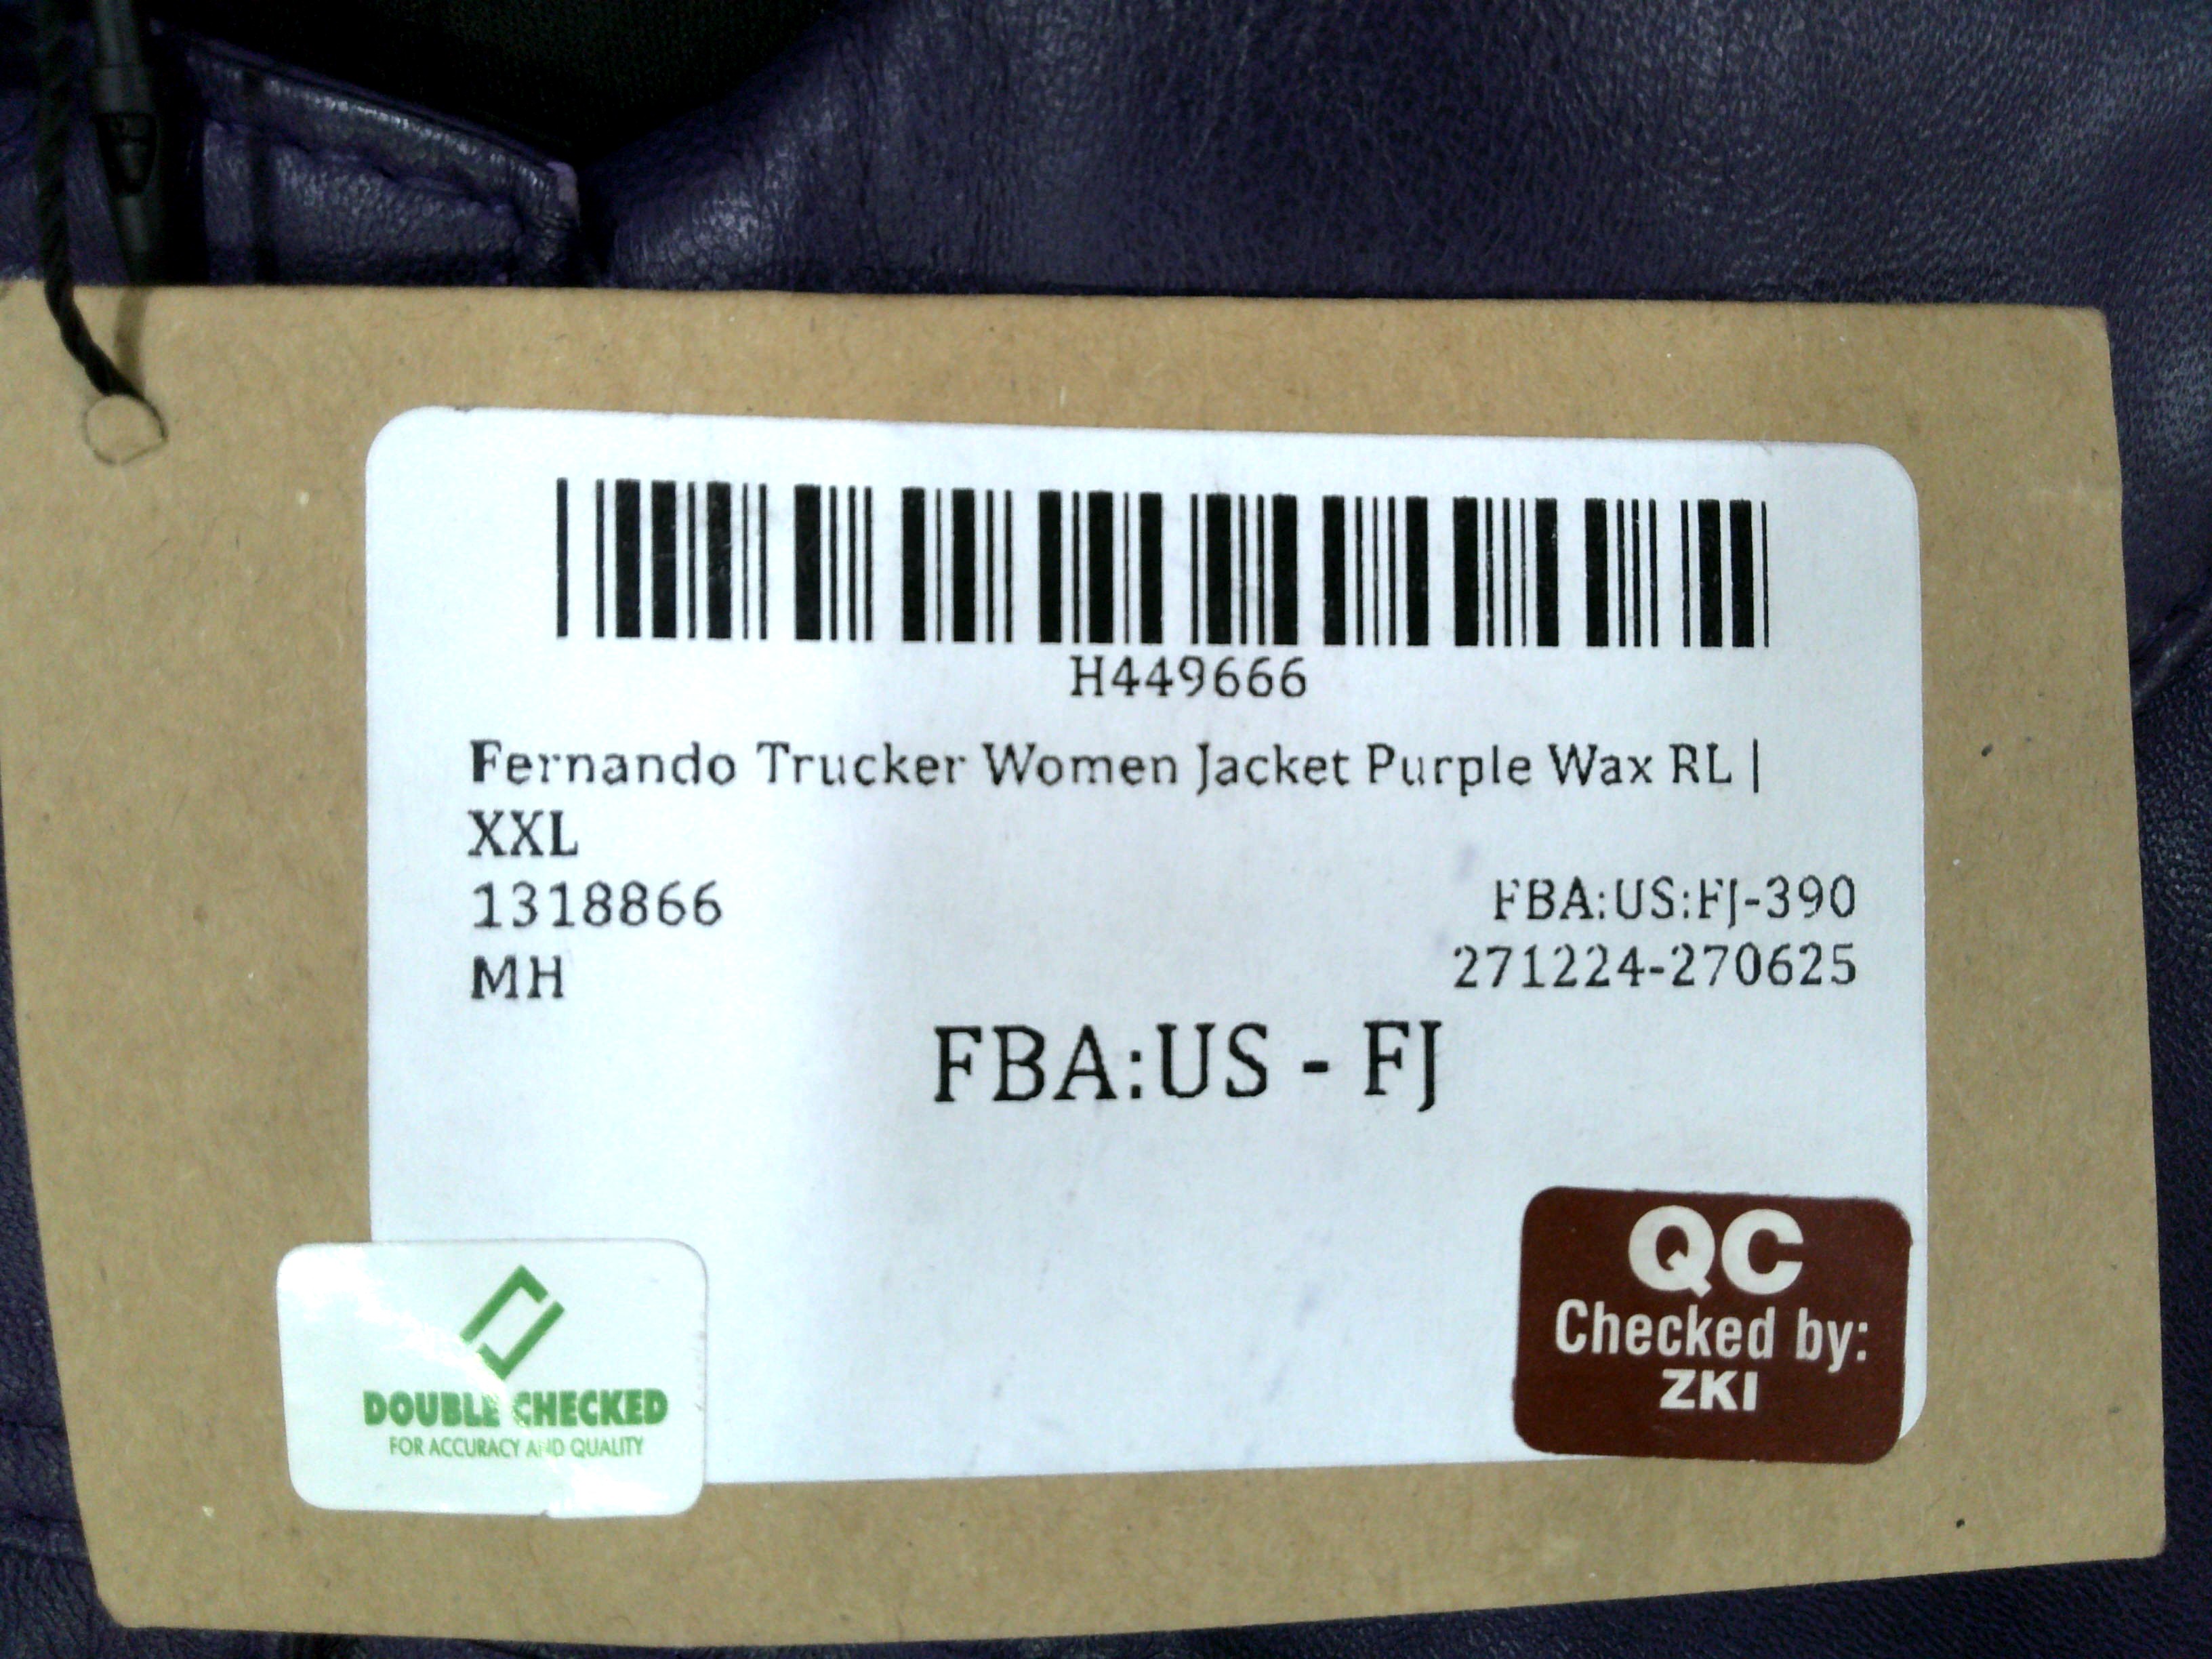 H449666
Fernando Trucker Women Jacket Purple Wax RL |
XXL
1318866
FBA:US:FJ-390
MH
271224-270625
FBA:US - FJ
QC
Checked by:
ZKI
DOUBLE CHECKED
FOR ACCURACY AND QUALITY